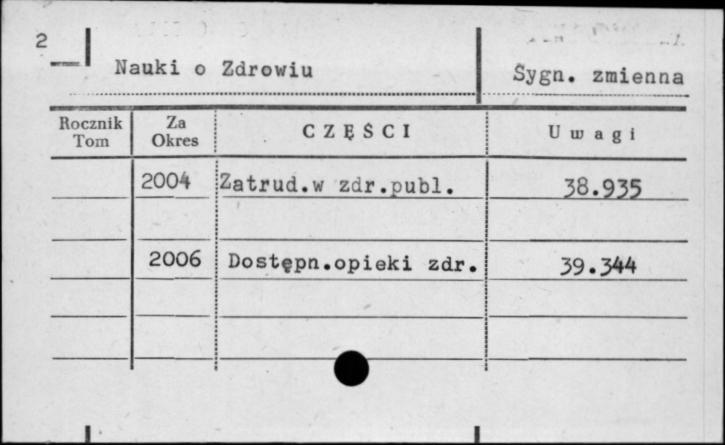 2
Nauki o Zdrowiu
Sygn. zmienna
Rocznik Tom Za Okres CZĘŚCI Uwagi
2004 Zatrud.w zdr.publ. 38.935
2006 Dostępn.opieki zdr. 39.344